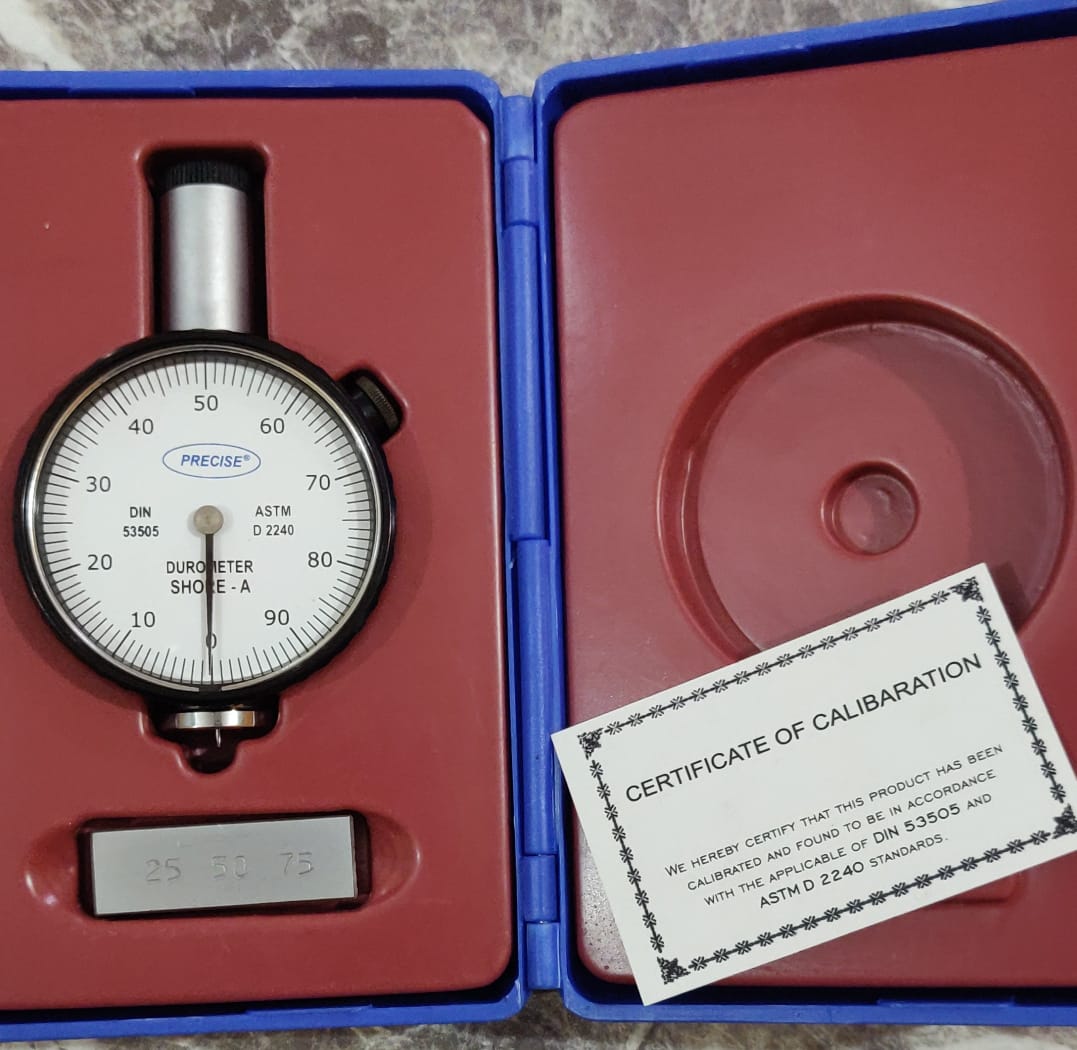 50
40 60
PRECISE®
30 70
DIN ASTM
53505 D 2240
20 80
DUROMETER
SHORE - A
10 90
0
25 50 75
CERTIFICATE OF CALIBARATION
WE HEREBY CERTIFY THAT THIS PRODUCT HAS BEEN
CALIBRATED AND FOUND TO BE IN ACCORDANCE
WITH THE APPLICABLE OF DIN 53505 AND
ASTM D 2240 STANDARDS.